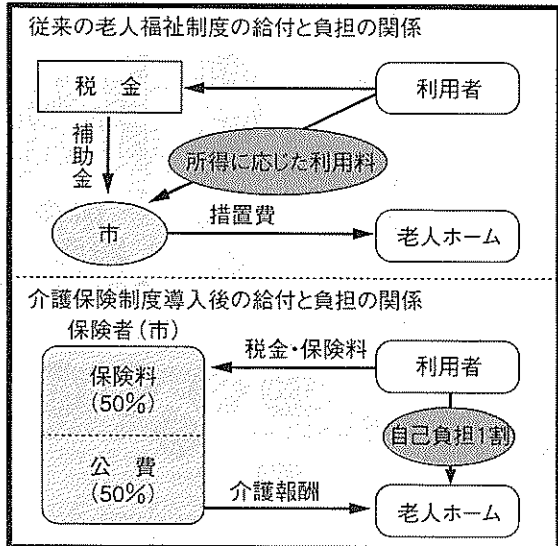 従来の老人福祉制度の給付と負担の関係
税 金
利用者
補助金
所得に応じた利用料
市
措置費
老人ホーム
介護保険制度導入後の給付と負担の関係
保険者(市)
税金・保険料
利用者
保険料
(50%)
自己負担1割
公 費
(50%)
介護報酬
老人ホーム